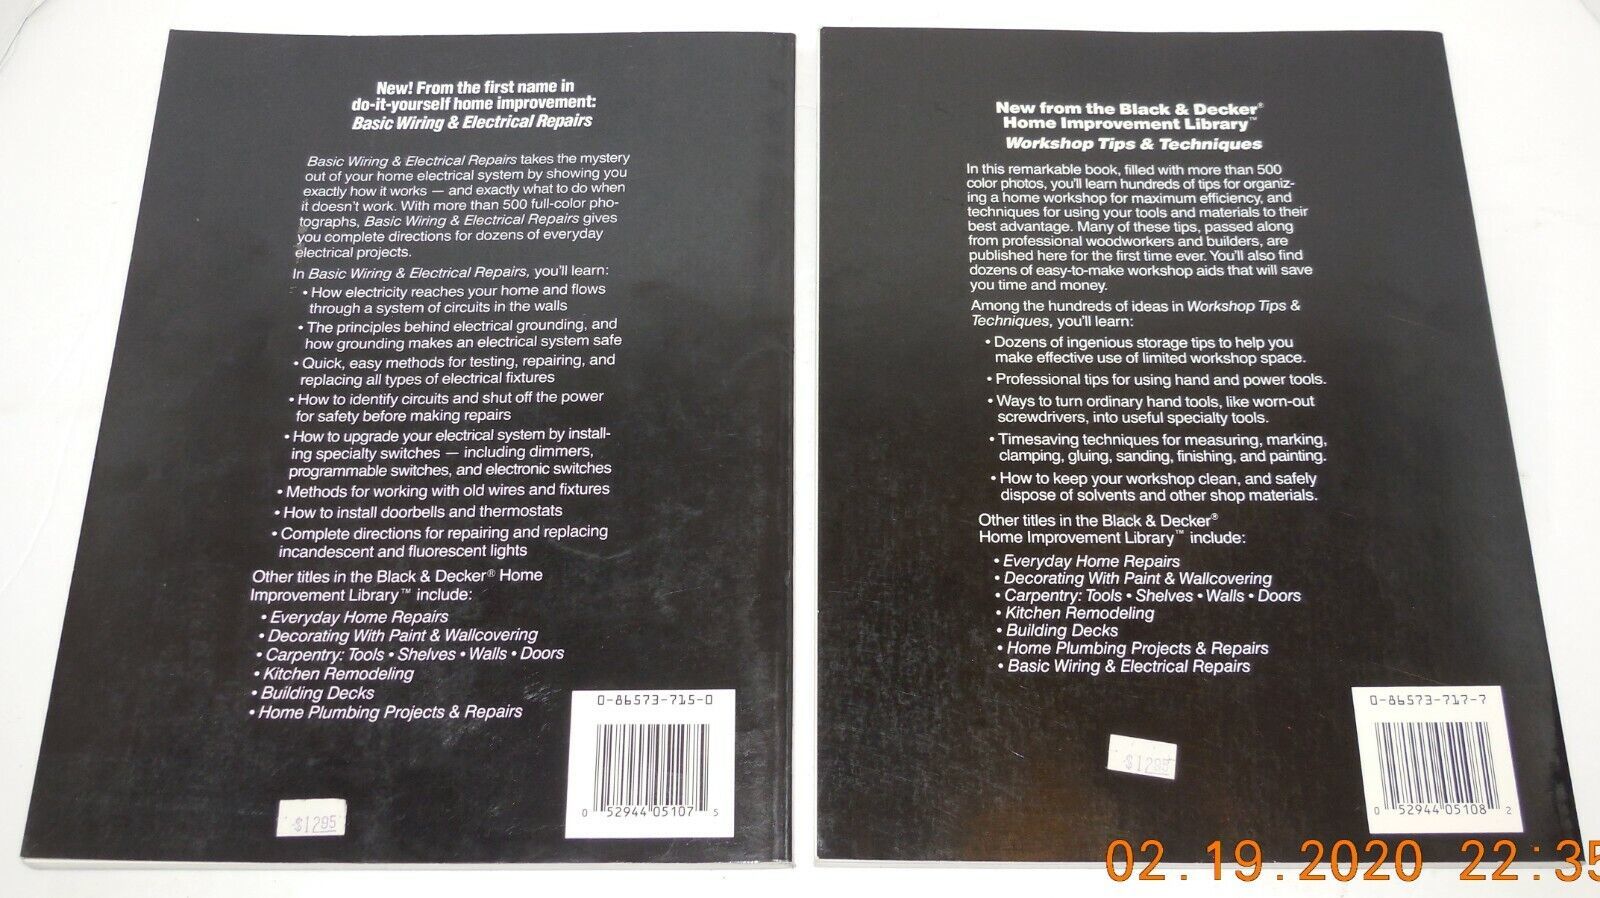 New! From the first name in
do-it-yourself home improvement:
Basic Wiring & Electrical Repairs
Basic Wiring & Electrical Repairs takes the mystery
out of your home electrical system by showing you
exactly how it works — and exactly what to do when
it doesn't work. With more than 500 full-color pho-
tographs, Basic Wiring & Electrical Repairs gives
you complete directions for dozens of everyday
electrical projects.
In Basic Wiring & Electrical Repairs, you'll learn:
• How electricity reaches your home and flows
through a system of circuits in the walls
• The principles behind electrical grounding, and
how grounding makes an electrical system safe
• Quick, easy methods for testing, repairing, and
replacing all types of electrical fixtures
• How to identify circuits and shut off the power
for safety before making repairs
• How to upgrade your electrical system by install-
ing specialty switches — including dimmers,
programmable switches, and electronic switches
• Methods for working with old wires and fixtures
• How to install doorbells and thermostats
• Complete directions for repairing and replacing
incandescent and fluorescent lights
Other titles in the Black & Decker® Home
Improvement Library™ include:
• Everyday Home Repairs
• Decorating With Paint & Wallcovering
• Carpentry: Tools • Shelves • Walls • Doors
• Kitchen Remodeling
• Building Decks
• Home Plumbing Projects & Repairs
0-86573-715-0
0 52944 05107 5
$12.95
New from the Black & Decker®
Home Improvement Library™
Workshop Tips & Techniques
In this remarkable book, filled with more than 500
color photos, you'll learn hundreds of tips for organiz-
ing a home workshop for maximum efficiency, and
techniques for using your tools and materials to their
best advantage. Many of these tips, passed along
from professional woodworkers and builders, are
published here for the first time ever. You'll also find
dozens of easy-to-make workshop aids that will save
you time and money.
Among the hundreds of ideas in Workshop Tips &
Techniques, you'll learn:
• Dozens of ingenious storage tips to help you
make effective use of limited workshop space.
• Professional tips for using hand and power tools.
• Ways to turn ordinary hand tools, like worn-out
screwdrivers, into useful specialty tools.
• Timesaving techniques for measuring, marking,
clamping, gluing, sanding, finishing, and painting.
• How to keep your workshop clean, and safely
dispose of solvents and other shop materials.
Other titles in the Black & Decker®
Home Improvement Library™ include:
• Everyday Home Repairs
• Decorating With Paint & Wallcovering
• Carpentry: Tools • Shelves • Walls • Doors
• Kitchen Remodeling
• Building Decks
• Home Plumbing Projects & Repairs
• Basic Wiring & Electrical Repairs
0-86573-717-7
0 52944 05108 2
$12.95
02.19.2020 22:35